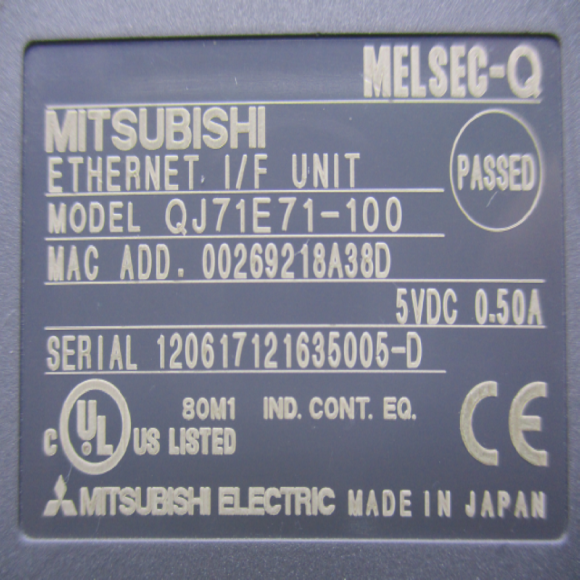 MELSEC-Q
MITSUBISHI
ETHERNET I/F UNIT
PASSED
MODEL QJ71E71-100
MAC ADD. 00269218A38D
5VDC 0.50A
SERIAL 120617121635005-D
C UL US LISTED
80M1 IND. CONT. EQ.
CE
MITSUBISHI ELECTRIC MADE IN JAPAN